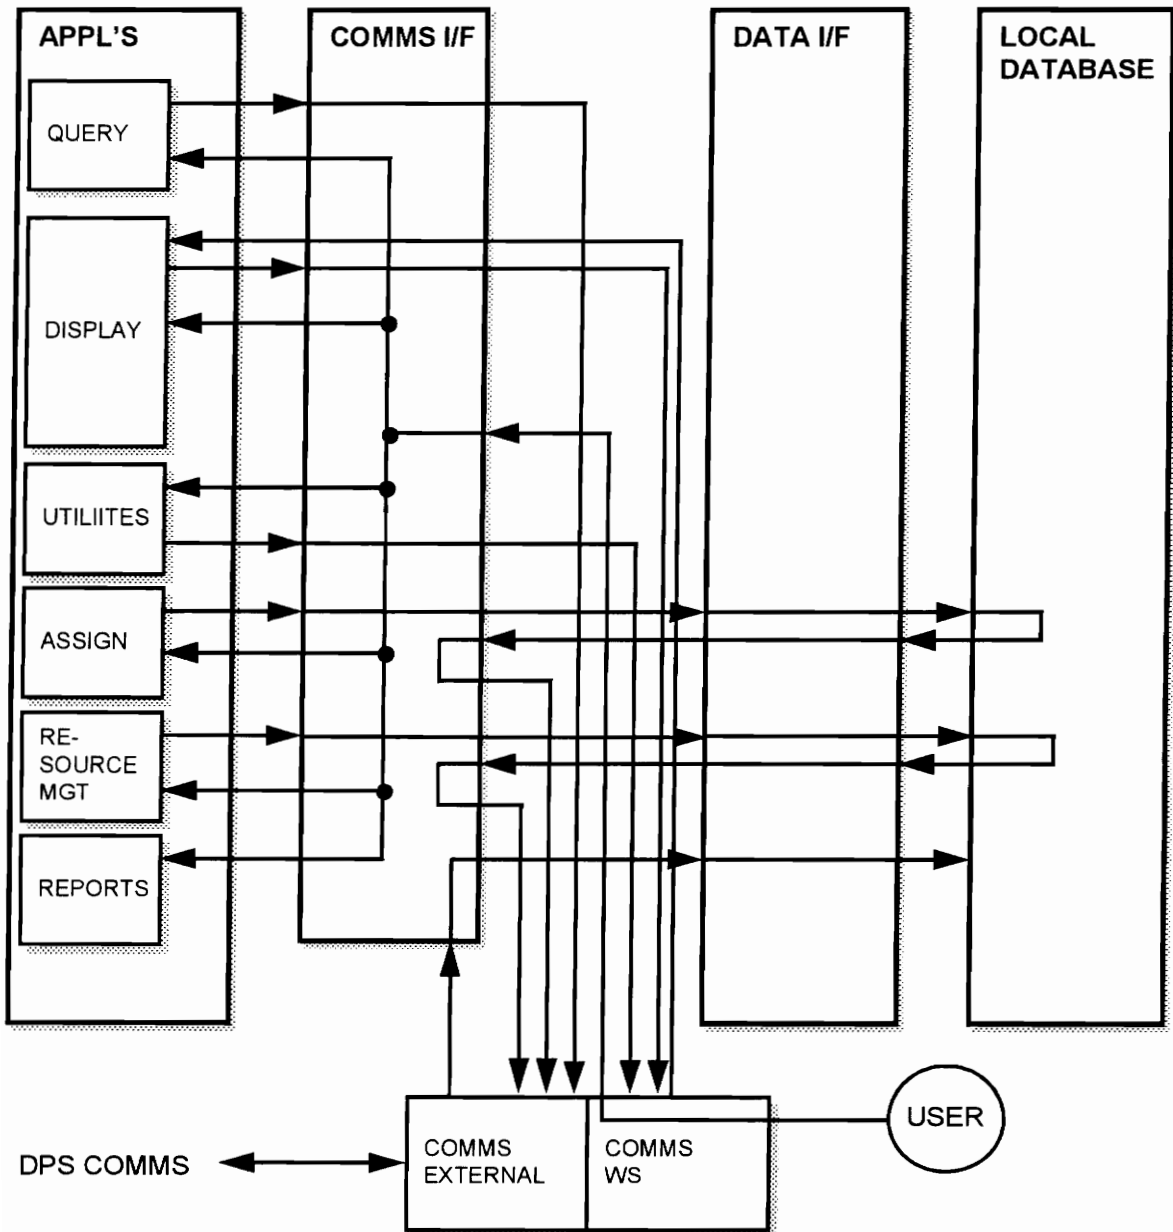 APPL'S
COMMS I/F
DATA I/F
LOCAL
DATABASE
QUERY
DISPLAY
UTILIITES
ASSIGN
RE-
SOURCE
MGT
REPORTS
USER
DPS COMMS
COMMS
EXTERNAL
COMMS
WS